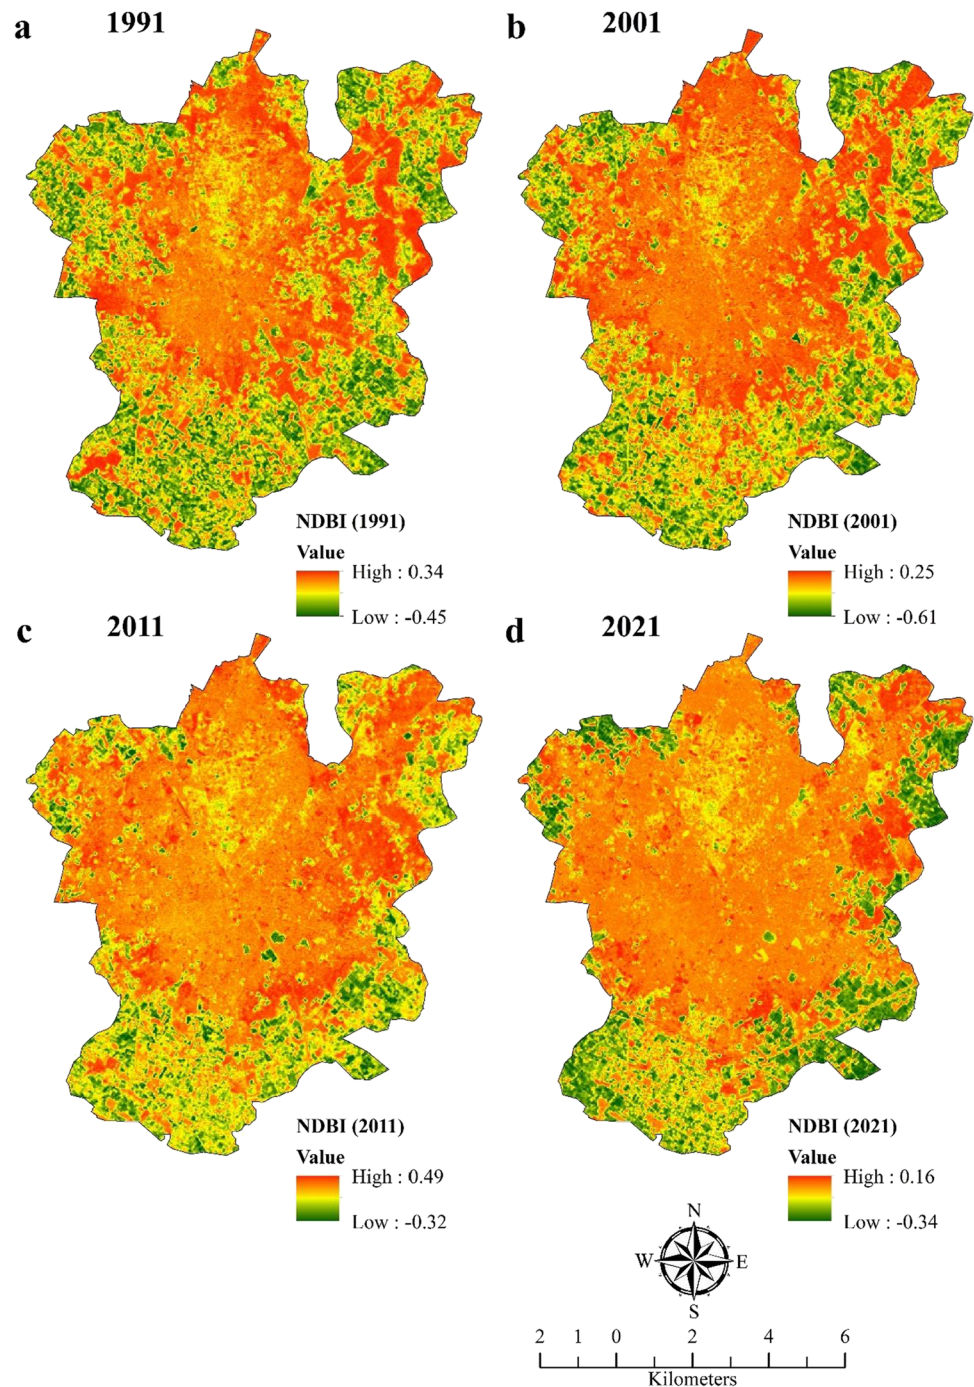 a 1991
b 2001
NDBI (1991)
Value
High : 0.34
Low : -0.45
NDBI (2001)
Value
High : 0.25
Low : -0.61
c 2011
d 2021
NDBI (2011)
Value
High : 0.49
Low : -0.32
NDBI (2021)
Value
High : 0.16
Low : -0.34
N
W E
S
2 1 0 2 4 6
Kilometers